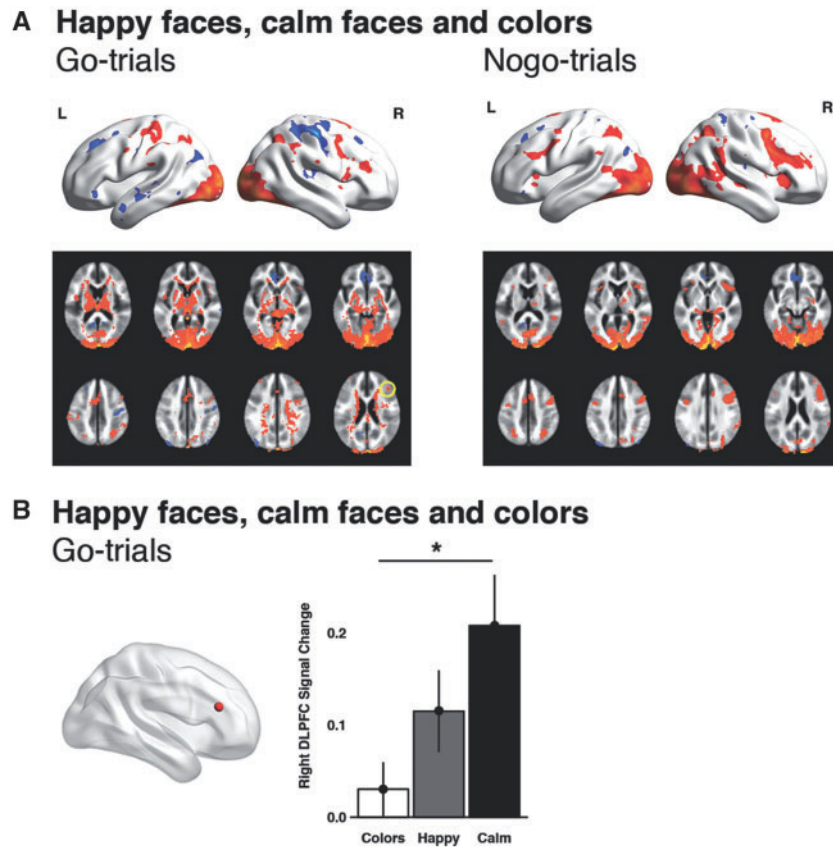 A Happy faces, calm faces and colors
Go-trials
Nogo-trials
L R
L R
B Happy faces, calm faces and colors
Go-trials
*
Right DLPFC Signal Change
0.2
0.1
0.0
Colors Happy Calm